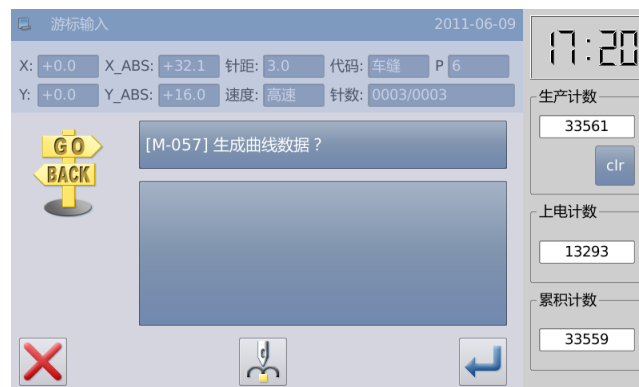 游标输入 2011-06-09
X: +0.0 X_ABS: +32.1 针距: 3.0 代码: 车缝 P 6
Y: +0.0 Y_ABS: +16.0 速度: 高速 针数: 0003/0003
17:20
GO
BACK
[M-057] 生成曲线数据？
生产计数
33561
clr
上电计数
13293
累积计数
33559